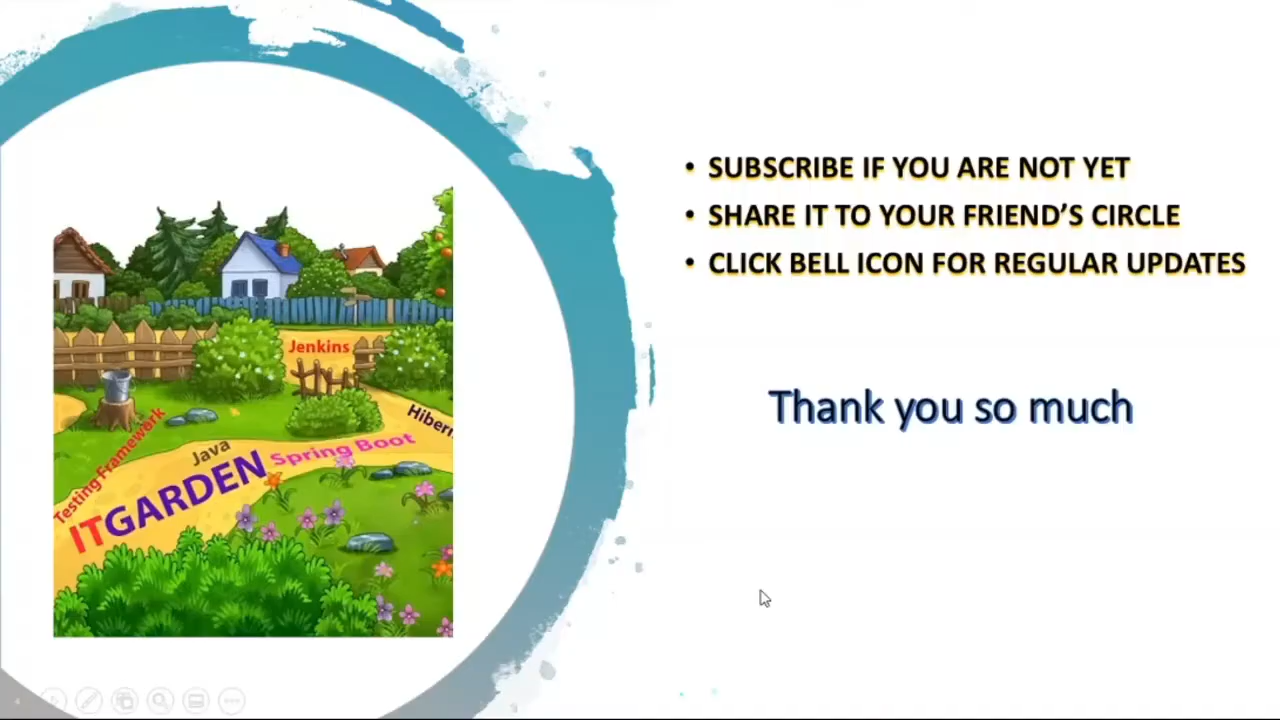 • SUBSCRIBE IF YOU ARE NOT YET
• SHARE IT TO YOUR FRIEND’S CIRCLE
• CLICK BELL ICON FOR REGULAR UPDATES
Thank you so much
Jenkins
Hibern
Testing Framework
Java
Spring Boot
ITGARDEN